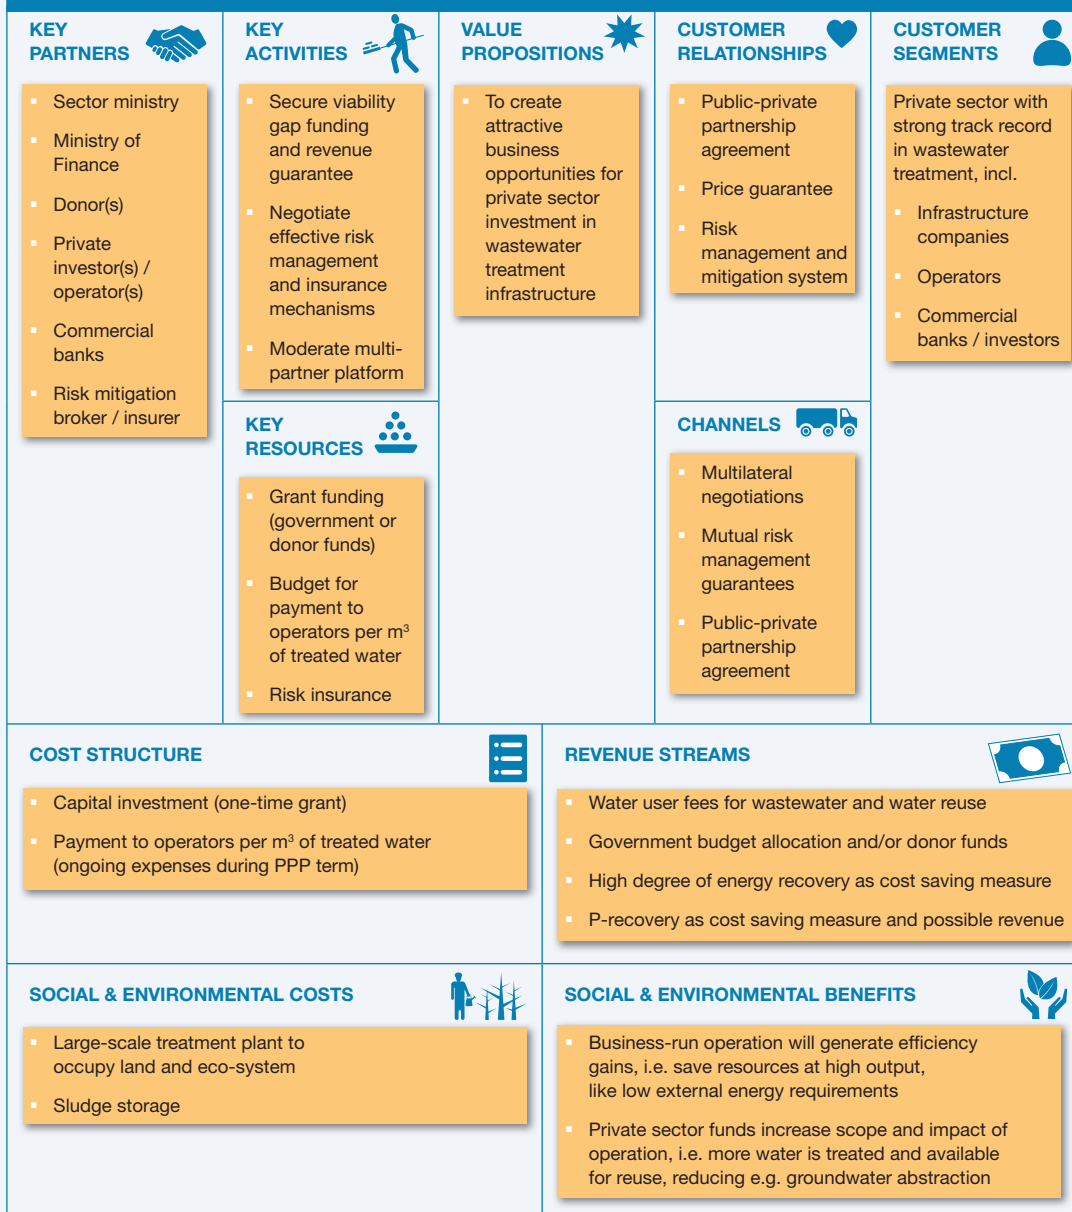 KEY
PARTNERS
Sector ministry
Ministry of
Finance
Donor(s)
Private
investor(s) /
operator(s)
Commercial
banks
Risk mitigation
broker / insurer
KEY
ACTIVITIES
Secure viability
gap funding
and revenue
guarantee
Negotiate
effective risk
management
and insurance
mechanisms
Moderate multi-
partner platform
KEY
RESOURCES
Grant funding
(government or
donor funds)
Budget for
payment to
operators per m³
of treated water
Risk insurance
VALUE
PROPOSITIONS
To create
attractive
business
opportunities for
private sector
investment in
wastewater
treatment
infrastructure
CUSTOMER
RELATIONSHIPS
Public-private
partnership
agreement
Price guarantee
Risk
management and
mitigation system
CHANNELS
Multilateral
negotiations
Mutual risk
management
guarantees
Public-private
partnership
agreement
CUSTOMER
SEGMENTS
Private sector with
strong track record
in wastewater
treatment, incl.
Infrastructure
companies
Operators
Commercial
banks / investors
COST STRUCTURE
Capital investment (one-time grant)
Payment to operators per m³ of treated water
(ongoing expenses during PPP term)
REVENUE STREAMS
Water user fees for wastewater and water reuse
Government budget allocation and/or donor funds
High degree of energy recovery as cost saving measure
P-recovery as cost saving measure and possible revenue
SOCIAL & ENVIRONMENTAL COSTS
Large-scale treatment plant to
occupy land and eco-system
Sludge storage
SOCIAL & ENVIRONMENTAL BENEFITS
Business-run operation will generate efficiency
gains, i.e. save resources at high output,
like low external energy requirements
Private sector funds increase scope and impact of
operation, i.e. more water is treated and available
for reuse, reducing e.g. groundwater abstraction